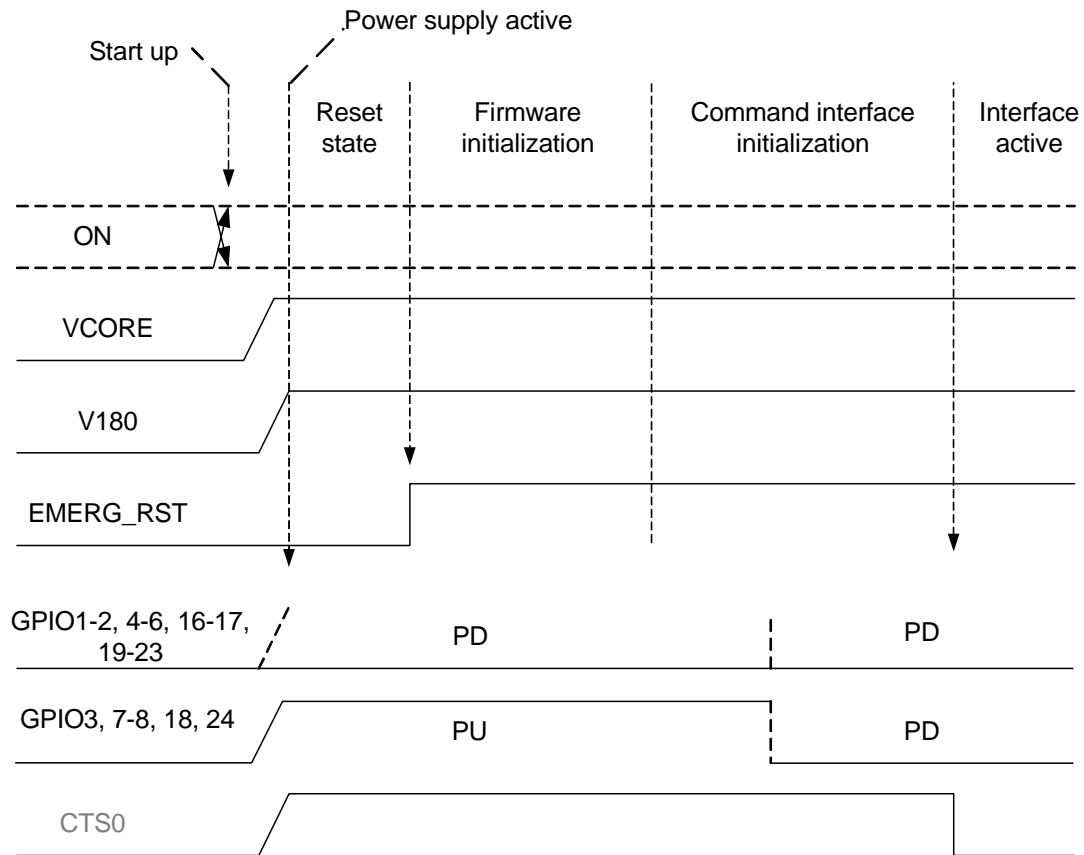 Power supply active
Start up
Reset
state
Firmware
initialization
Command interface
initialization
Interface
active
ON
VCORE
V180
EMERG_RST
GPIO1-2, 4-6, 16-17,
19-23
PD
PD
GPIO3, 7-8, 18, 24
PU
PD
CTS0